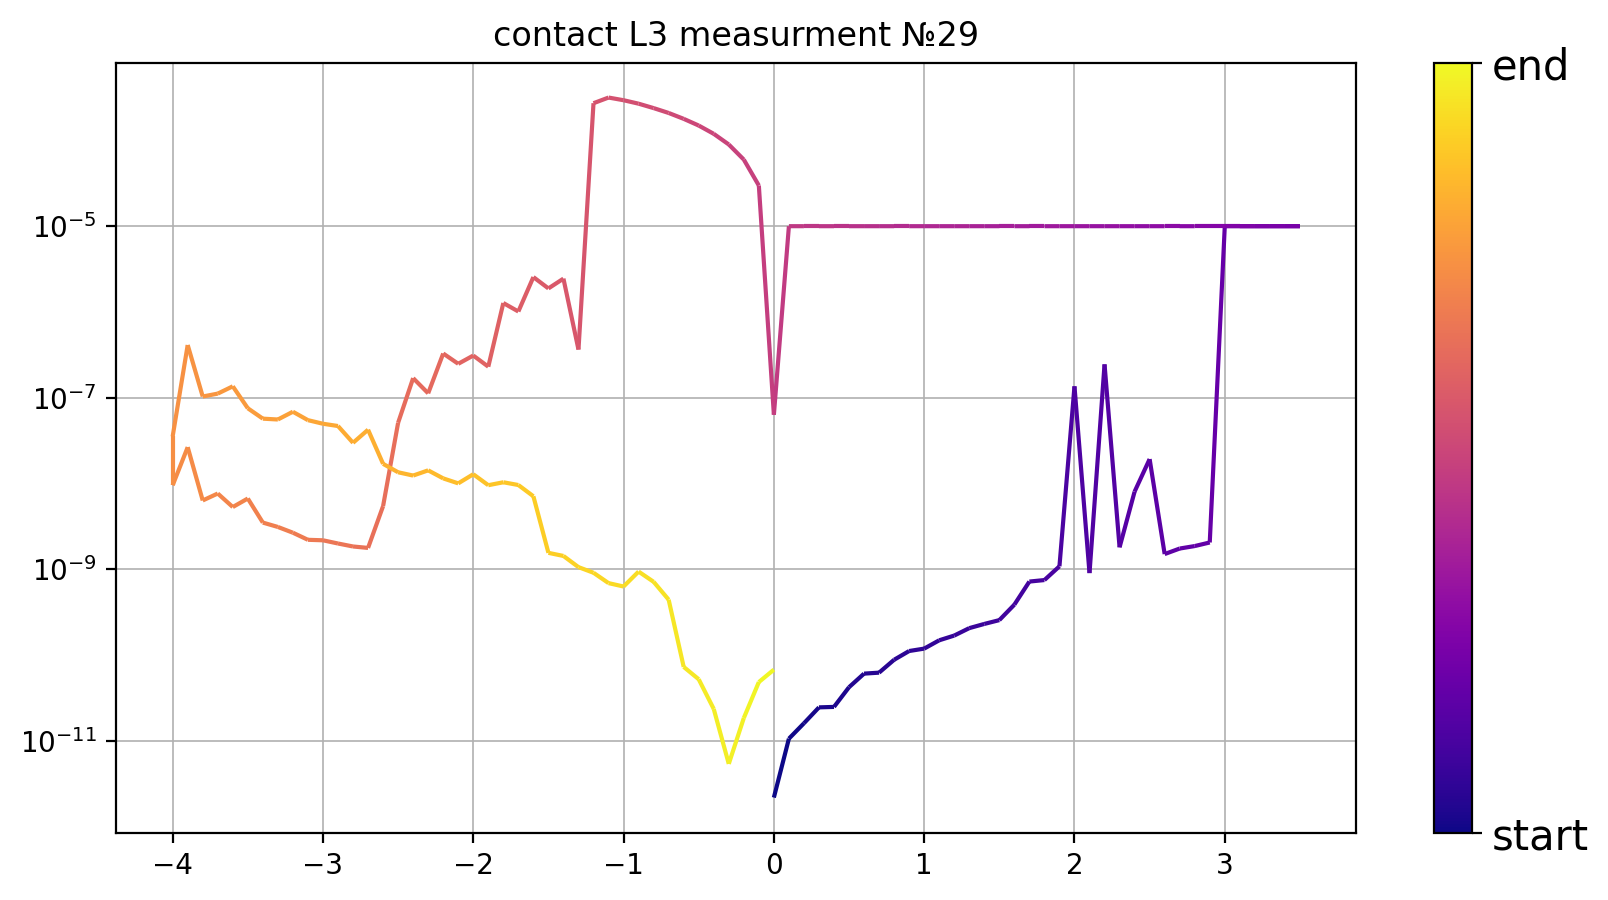 contact L3 measurment №29
10⁻⁵
10⁻⁷
10⁻⁹
10⁻¹¹
−4 −3 −2 −1 0 1 2 3
end
start